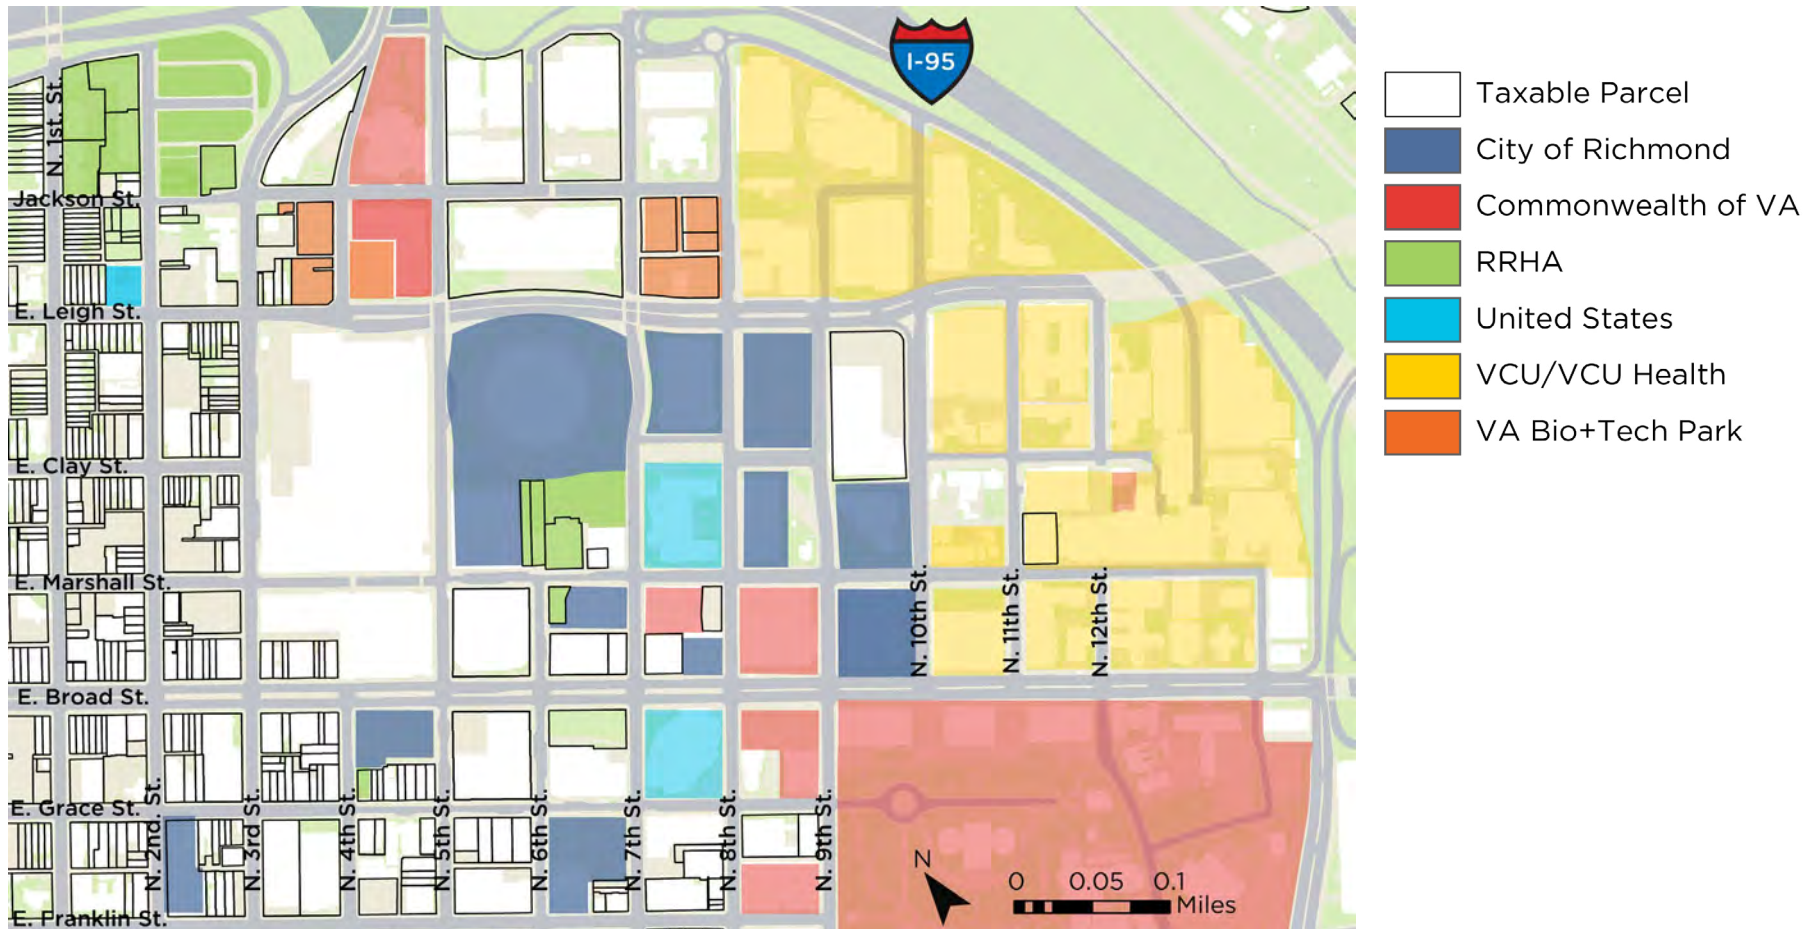 I-95
Taxable Parcel
City of Richmond
Commonwealth of VA
RRHA
United States
VCU/VCU Health
VA Bio+Tech Park
N. 1st. St.
Jackson St.
E. Leigh St.
E. Clay St.
E. Marshall St.
N. 10th St.
N. 11th St.
N. 12th St.
E. Broad St.
E. Grace St.
N. 2nd. St.
N. 3rd St.
N. 4th St.
N. 5th St.
N. 6th St.
N. 7th St.
N. 8th St.
N. 9th St.
E. Franklin St.
N
0 0.05 0.1
Miles